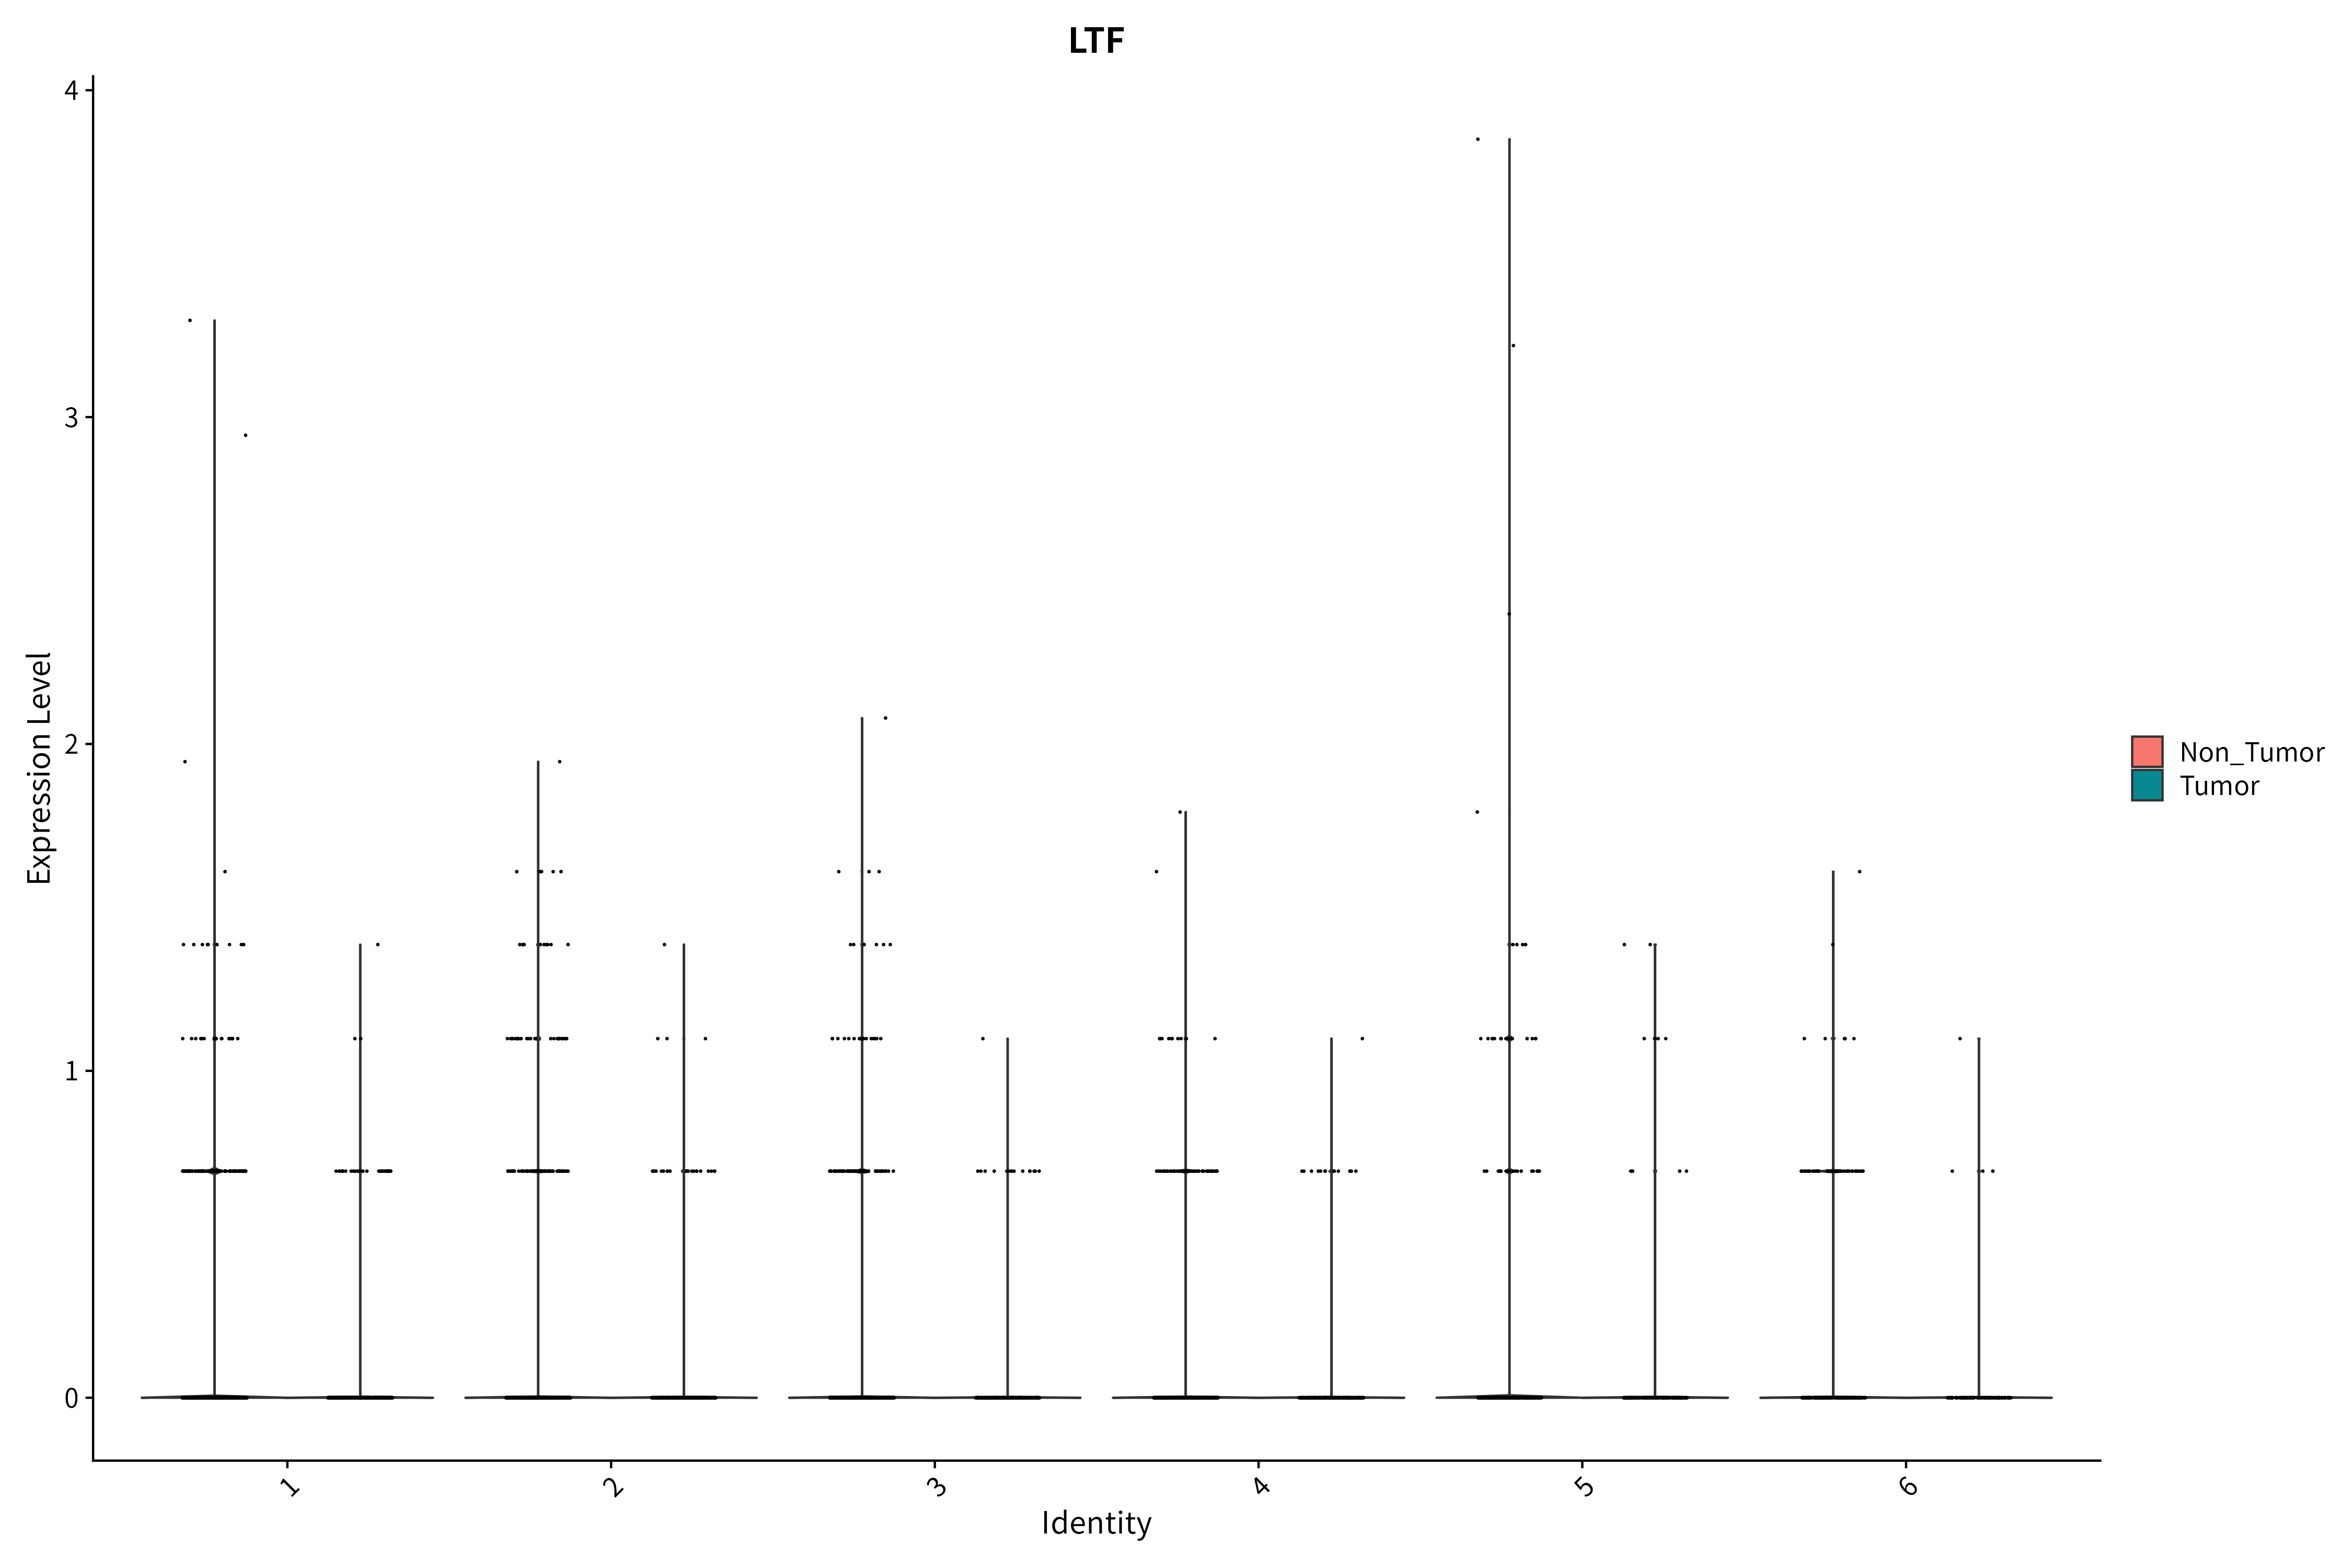 LTF
Expression Level
4
3
2
1
0
1
2
3
4
5
6
Identity
Non_Tumor
Tumor